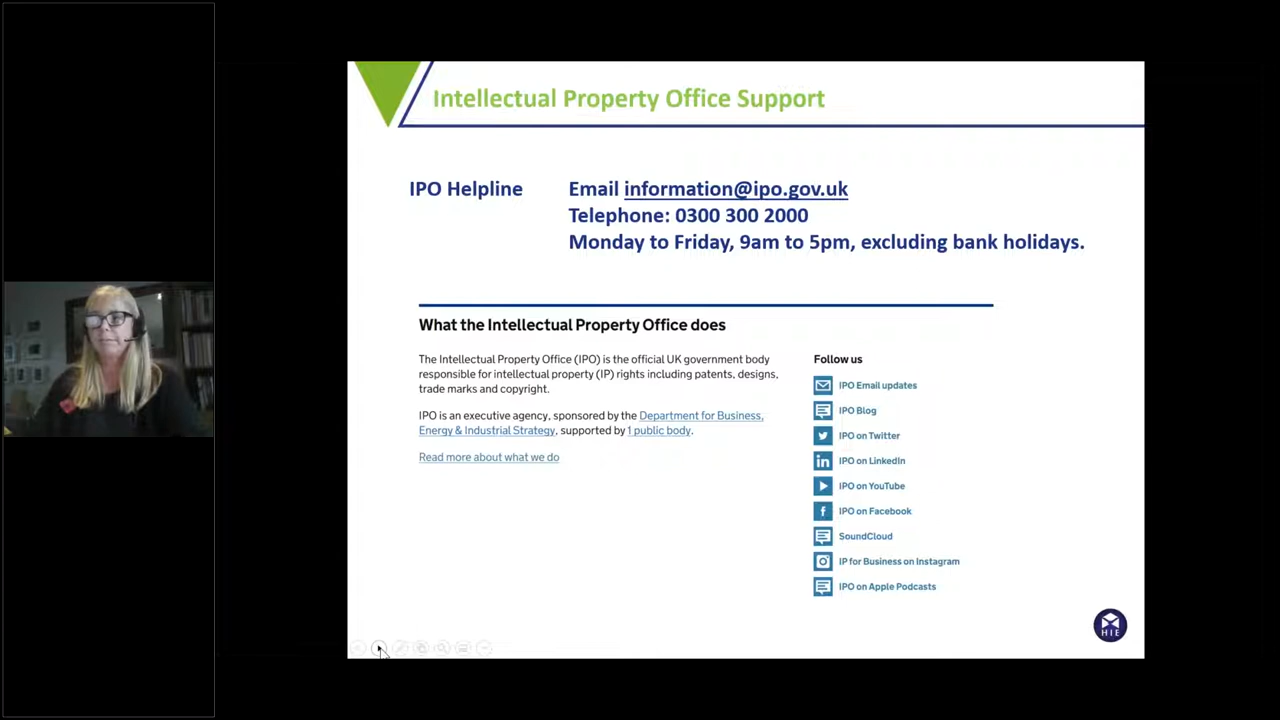 Intellectual Property Office Support
IPO Helpline
Email information@ipo.gov.uk
Telephone: 0300 300 2000
Monday to Friday, 9am to 5pm, excluding bank holidays.
What the Intellectual Property Office does
The Intellectual Property Office (IPO) is the official UK government body
responsible for intellectual property (IP) rights including patents, designs,
trade marks and copyright.
IPO is an executive agency, sponsored by the Department for Business,
Energy & Industrial Strategy, supported by 1 public body.
Read more about what we do
Follow us
IPO Email updates
IPO Blog
IPO on Twitter
IPO on LinkedIn
IPO on YouTube
IPO on Facebook
SoundCloud
IP for Business on Instagram
IPO on Apple Podcasts
HIE